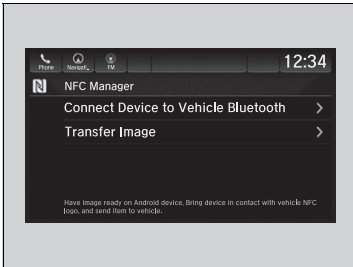 Phone Navigati... FM 12:34
NFC Manager
Connect Device to Vehicle Bluetooth
Transfer Image
Have image ready on Android device, Bring device in contact with vehicle NFC
logo, and send item to vehicle.